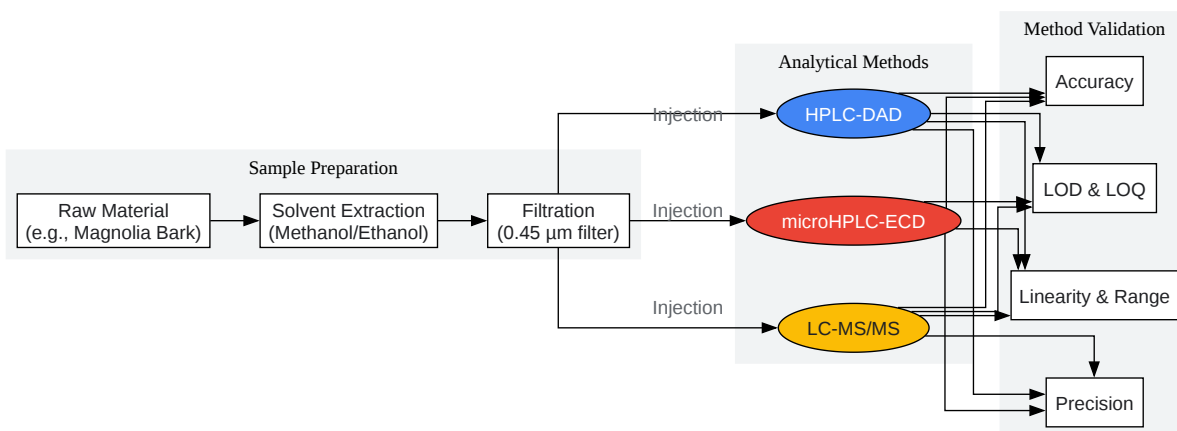 Method Validation
Analytical Methods
Accuracy
Injection
HPLC-DAD
Sample Preparation
LOD & LOQ
Raw Material
(e.g., Magnolia Bark)
Solvent Extraction
(Methanol/Ethanol)
Filtration
(0.45 µm filter)
Injection
microHPLC-ECD
Linearity & Range
Injection
LC-MS/MS
Precision